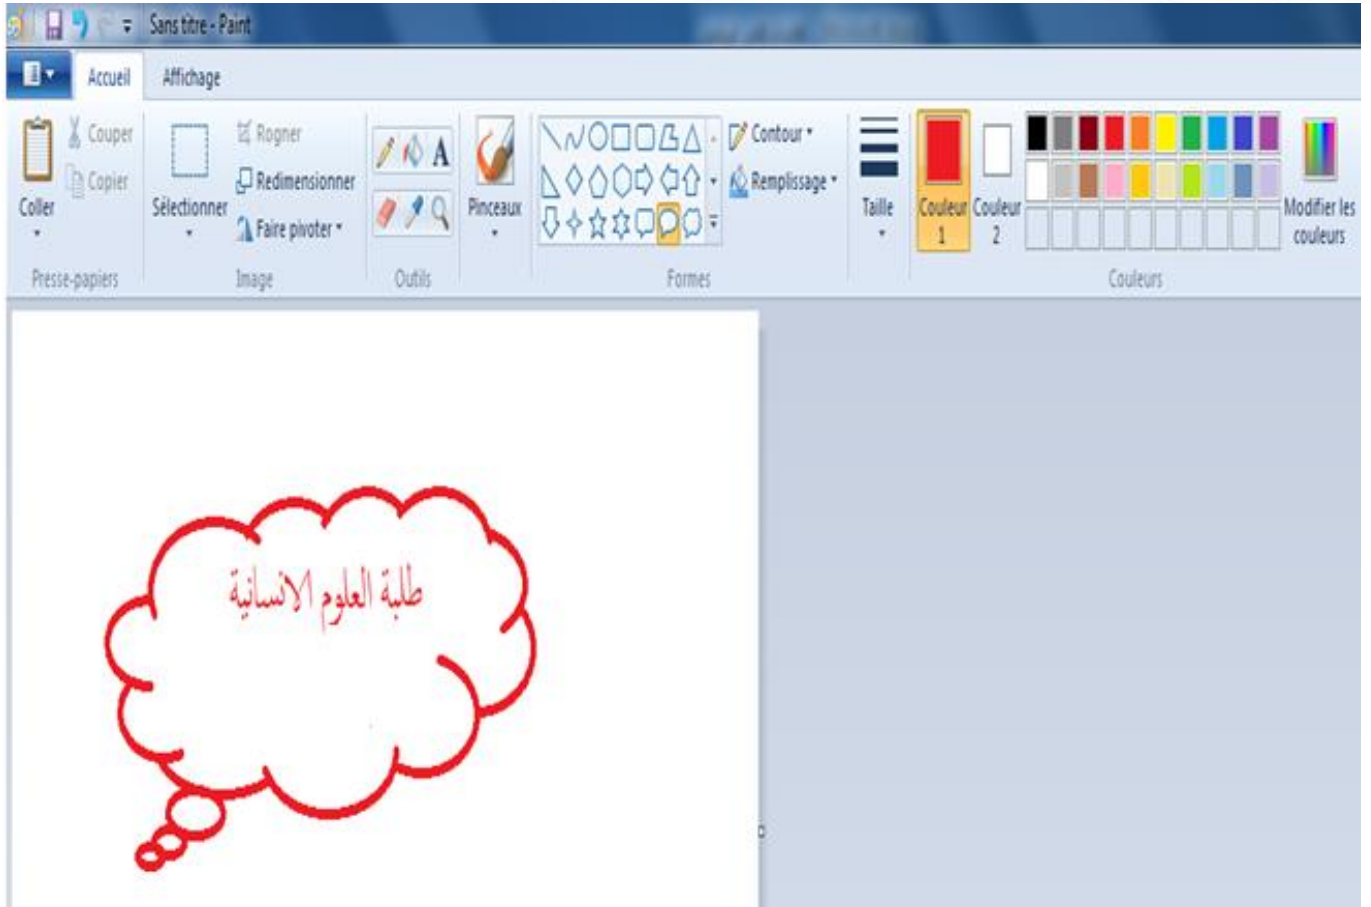 Sans titre - Paint
Accueil Affichage
Couper
Copier
Coller
Presse-papiers
Sélectionner
Rogner
Redimensionner
Faire pivoter
Image
A
Outils
Pinceaux
Contour
Remplissage
Formes
Taille
Couleur 1
Couleur 2
Modifier les couleurs
Couleurs
طلبة العلوم الانسانية